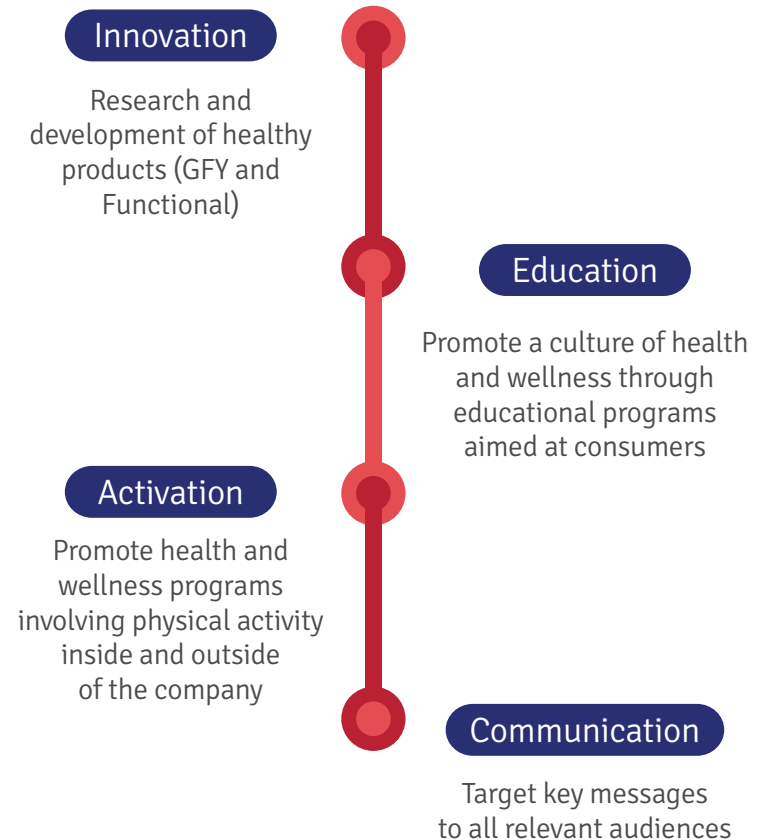 Innovation
Research and
development of healthy
products (GFY and
Functional)
Education
Promote a culture of health
and wellness through
educational programs
aimed at consumers
Activation
Promote health and
wellness programs
involving physical activity
inside and outside
of the company
Communication
Target key messages
to all relevant audiences